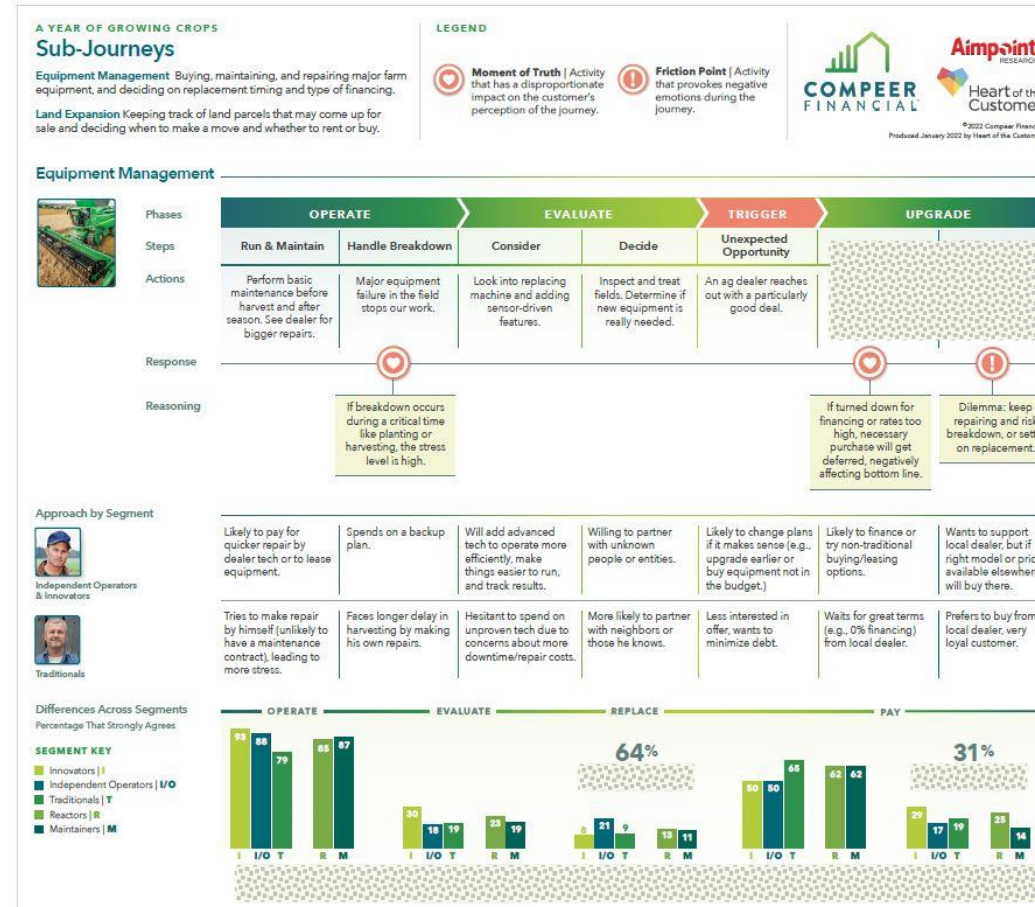 A YEAR OF GROWING CROPS
Sub-Journeys
Equipment Management Buying, maintaining, and repairing major farm
equipment, and deciding on replacement timing and type of financing.
Land Expansion Keeping track of land parcels that may come up for
sale and deciding when to make a move and whether to rent or buy.
LEGEND
Moment of Truth | Activity
that has a disproportionate
impact on the customer's
perception of the journey.
Friction Point | Activity
that provokes negative
emotions during the
journey.
COMPEER
FINANCIAL
Aimpoint
RESEARCH
Heart of the
Custome
©2022 Compeer Financ
Produced January 2022 by Heart of the Custom
Equipment Management
Phases
OPERATE
EVALUATE
TRIGGER
UPGRADE
Steps
Run & Maintain
Handle Breakdown
Consider
Decide
Unexpected
Opportunity
Actions
Perform basic
maintenance before
harvest and after
season. See dealer for
bigger repairs.
Major equipment
failure in the field
stops our work.
Look into replacing
machine and adding
sensor-driven
features.
Inspect and treat
fields. Determine if
new equipment is
really needed.
An ag dealer reaches
out with a particularly
good deal.
Response
Reasoning
If breakdown occurs
during a critical time
like planting or
harvesting, the stress
level is high.
If turned down for
financing or rates too
high, necessary
purchase will get
deferred, negatively
affecting bottom line.
Dilemma: keep
repairing and risk
breakdown, or sett
on replacement.
Approach by Segment
Independent Operators
& Innovators
Likely to pay for
quicker repair by
dealer tech or to lease
equipment.
Spends on a backup
plan.
Will add advanced
tech to operate more
efficiently, make
things easier to run,
and track results.
Willing to partner
with unknown
people or entities.
Likely to change plans
if it makes sense (e.g.,
upgrade earlier or
buy equipment not in
the budget.)
Likely to finance or
try non-traditional
buying/leasing
options.
Wants to support
local dealer, but if
right model or pric
available elsewher
will buy there.
Traditionals
Tries to make repair
by himself (unlikely to
have a maintenance
contract), leading to
more stress.
Faces longer delay in
harvesting by making
his own repairs.
Hesitant to spend on
unproven tech due to
concerns about more
downtime/repair costs.
More likely to partner
with neighbors or
those he knows.
Less interested in
offer, wants to
minimize debt.
Waits for great terms
(e.g., 0% financing)
from local dealer.
Prefers to buy from
local dealer, very
loyal customer.
Differences Across Segments
Percentage That Strongly Agrees
SEGMENT KEY
Innovators | I
Independent Operators | I/O
Traditionals | T
Reactors | R
Maintainers | M
OPERATE
EVALUATE
REPLACE
PAY
93 88 79 85 87
I I/O T R M
30 18 19 23 19
I I/O T R M
64%
8 21 9 13 11
I I/O T R M
50 50 65 62 62
I I/O T R M
31%
29 17 19 25 14
I I/O T R M